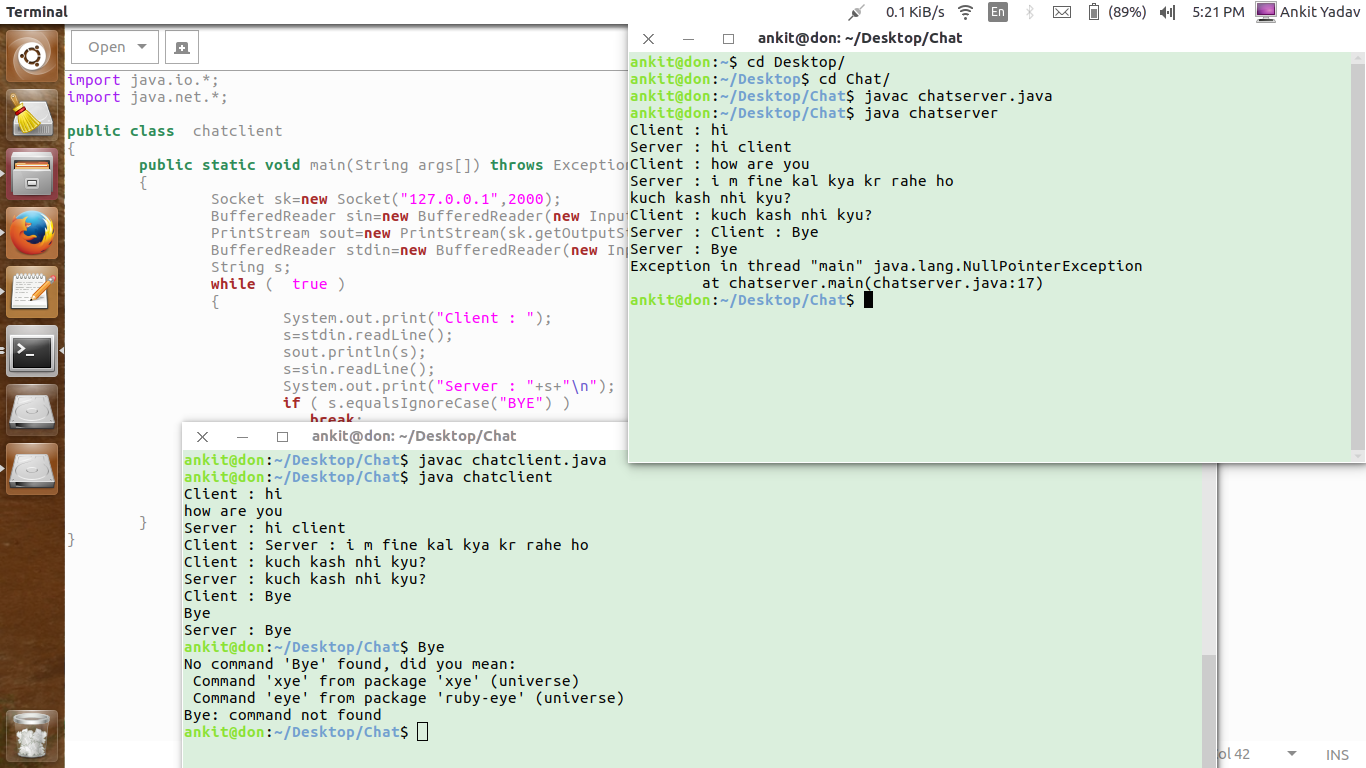 Terminal
0.1 KiB/s
En
(89%)
5:21 PM
Ankit Yadav
Open
import java.io.*;
import java.net.*;
public class  chatclient
{
public static void main(String args[]) throws Exception
{
Socket sk=new Socket("127.0.0.1",2000);
BufferedReader sin=new BufferedReader(new Inpu
PrintStream sout=new PrintStream(sk.getOutputSt
BufferedReader stdin=new BufferedReader(new Inp
String s;
while (  true )
{
System.out.print("Client : ");
s=stdin.readLine();
sout.println(s);
s=sin.readLine();
System.out.print("Server : "+s+"\n");
if ( s.equalsIgnoreCase("BYE") )
break;
}
}
ankit@don: ~/Desktop/Chat
ankit@don:~$ cd Desktop/
ankit@don:~/Desktop$ cd Chat/
ankit@don:~/Desktop/Chat$ javac chatserver.java
ankit@don:~/Desktop/Chat$ java chatserver
Client : hi
Server : hi client
Client : how are you
Server : i m fine kal kya kr rahe ho
kuch kash nhi kyu?
Client : kuch kash nhi kyu?
Server : Client : Bye
Server : Bye
Exception in thread "main" java.lang.NullPointerException
at chatserver.main(chatserver.java:17)
ankit@don:~/Desktop/Chat$
ankit@don: ~/Desktop/Chat
ankit@don:~/Desktop/Chat$ javac chatclient.java
ankit@don:~/Desktop/Chat$ java chatclient
Client : hi
how are you
Server : hi client
Client : Server : i m fine kal kya kr rahe ho
Client : kuch kash nhi kyu?
Server : kuch kash nhi kyu?
Client : Bye
Bye
Server : Bye
ankit@don:~/Desktop/Chat$ Bye
No command 'Bye' found, did you mean:
Command 'xye' from package 'xye' (universe)
Command 'eye' from package 'ruby-eye' (universe)
Bye: command not found
ankit@don:~/Desktop/Chat$
ol 42
INS